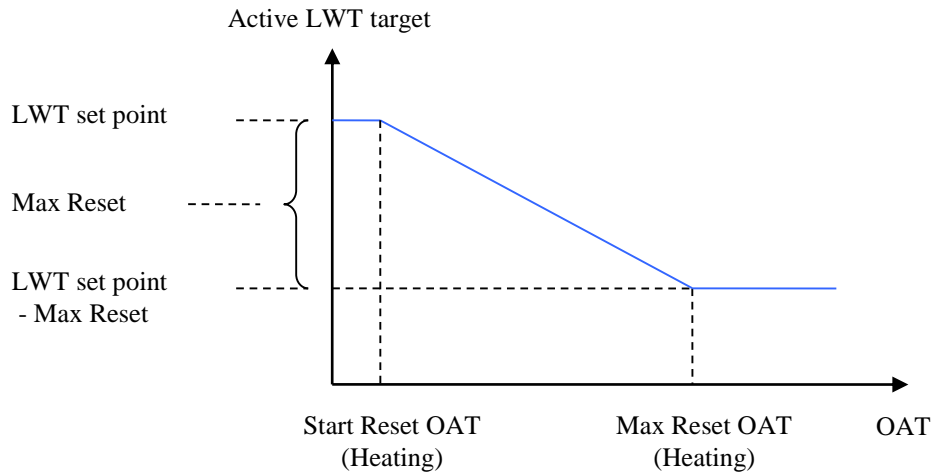 Active LWT target
LWT set point
Max Reset
LWT set point
- Max Reset
Start Reset OAT
(Heating)
Max Reset OAT
(Heating)
OAT